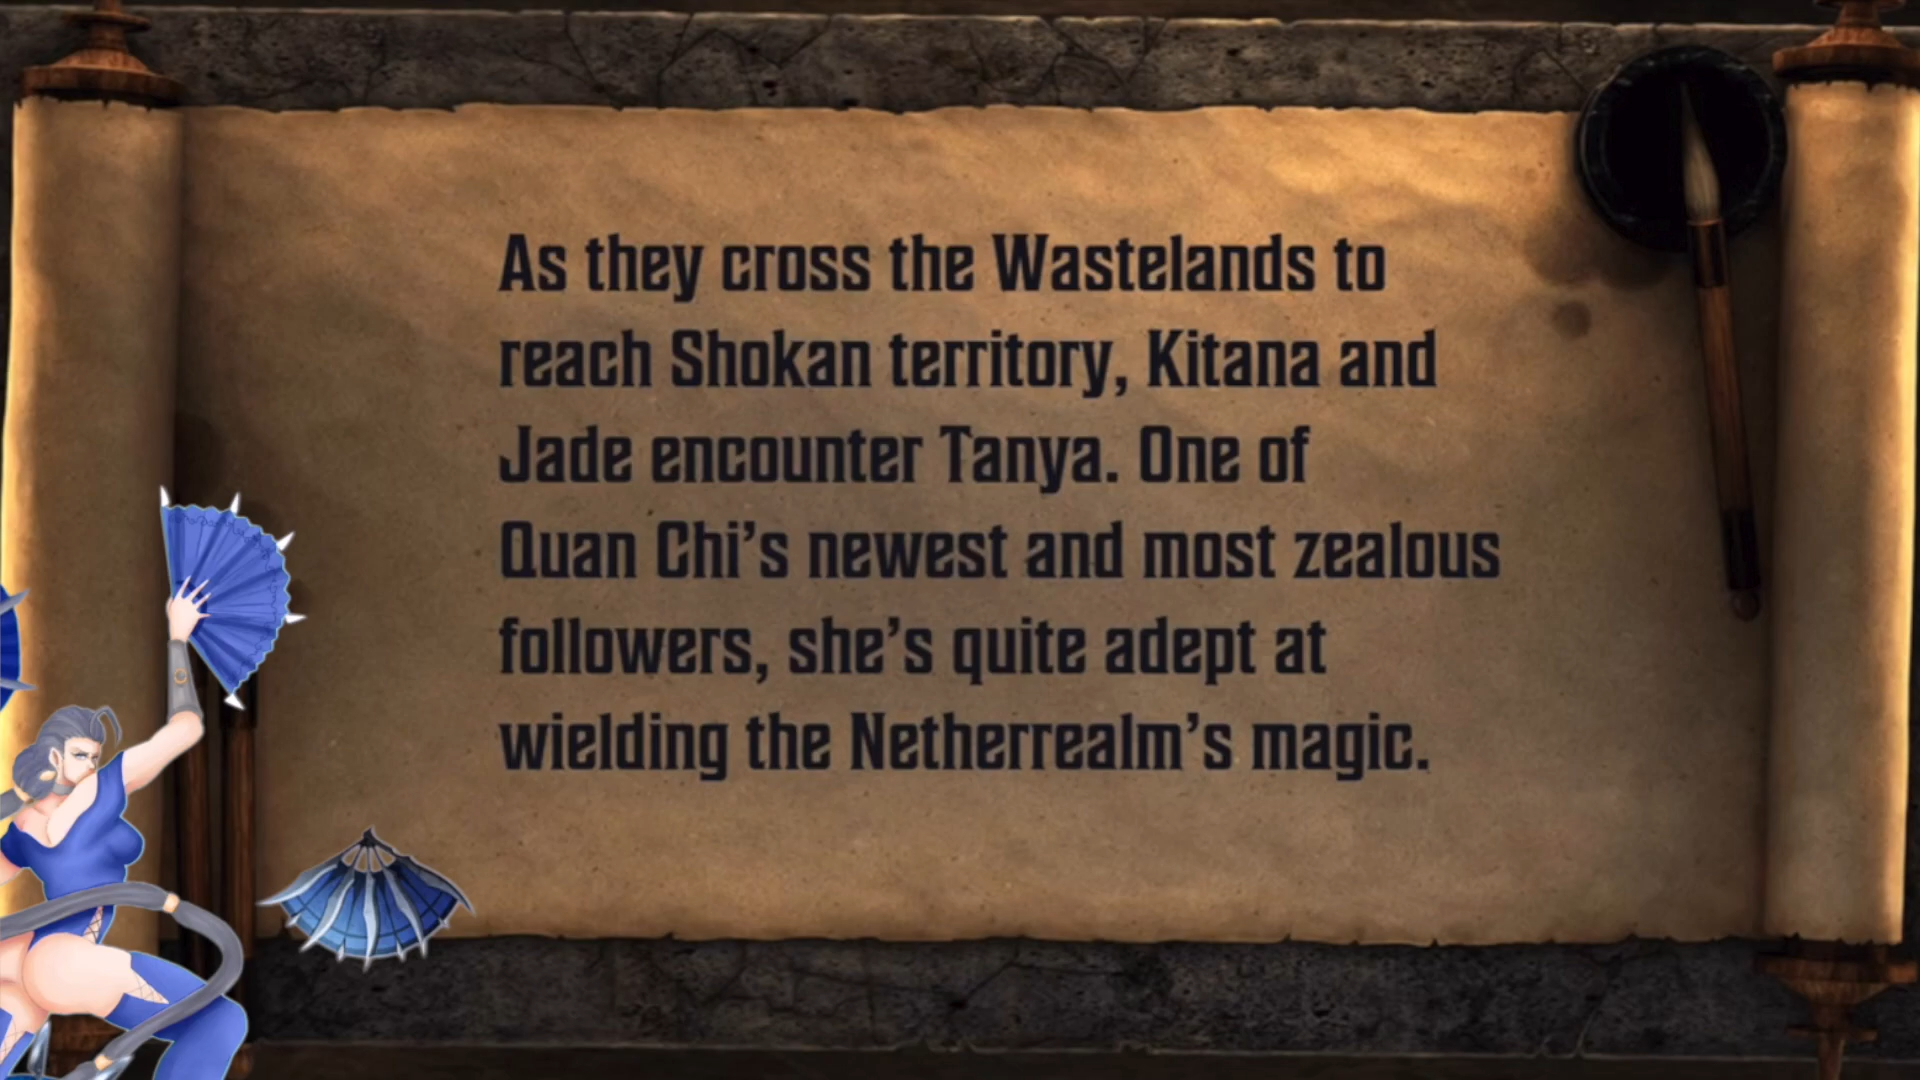 As they cross the Wastelands to
reach Shokan territory, Kitana and
Jade encounter Tanya. One of
Quan Chi’s newest and most zealous
followers, she’s quite adept at
wielding the Netherrealm’s magic.